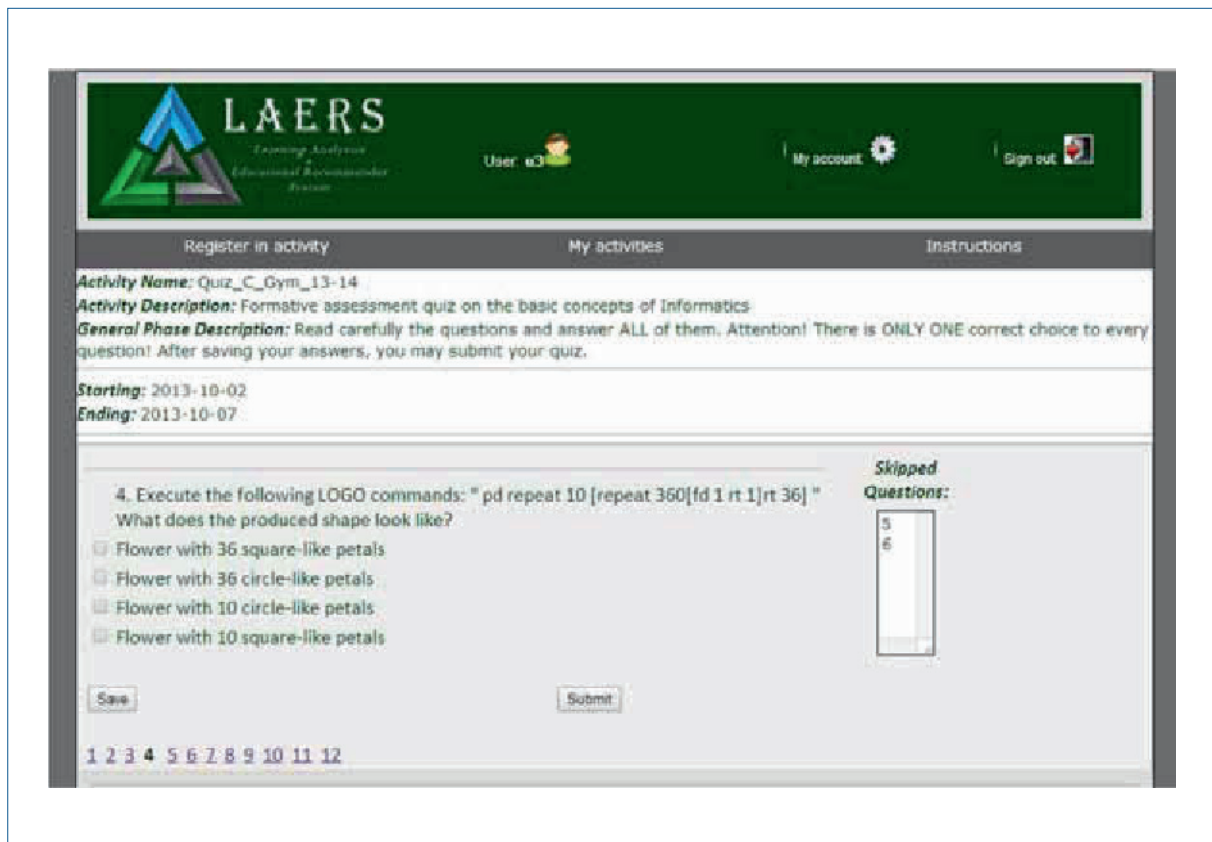 LAERS
Learning Analytics
&
Educational Recommender
System
User: u3
My account
Sign out
Register in activity
My activities
Instructions
Activity Name: Quiz_C_Gym_13-14
Activity Description: Formative assessment quiz on the basic concepts of Informatics
General Phase Description: Read carefully the questions and answer ALL of them. Attention! There is ONLY ONE correct choice to every
question! After saving your answers, you may submit your quiz.
Starting: 2013-10-02
Ending: 2013-10-07
4. Execute the following LOGO commands: " pd repeat 10 [repeat 360[fd 1 rt 1]rt 36] "
What does the produced shape look like?
Flower with 36 square-like petals
Flower with 36 circle-like petals
Flower with 10 circle-like petals
Flower with 10 square-like petals
Skipped
Questions:
5
6
Save
Submit
1 2 3 4 5 6 7 8 9 10 11 12